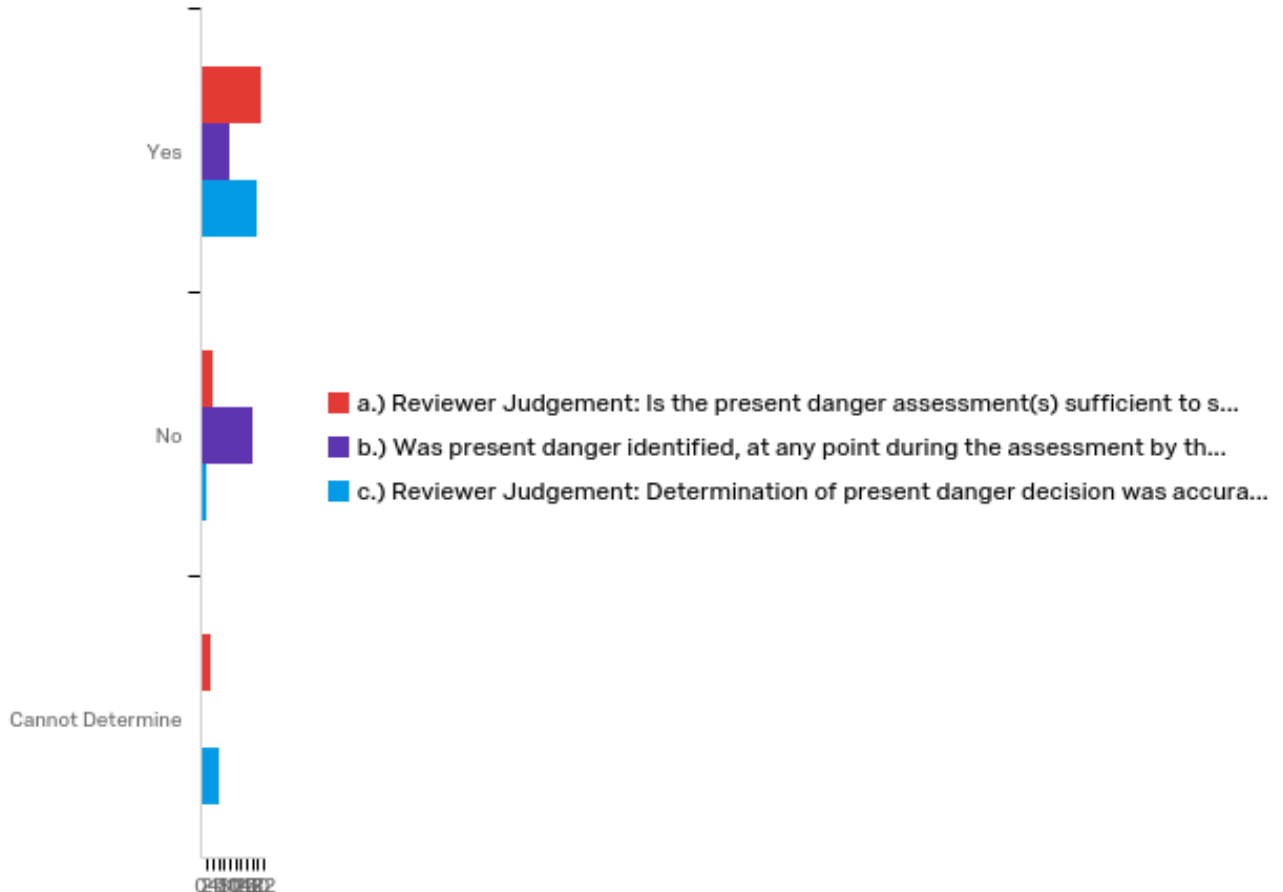 Yes
No
a.) Reviewer Judgement: Is the present danger assessment(s) sufficient to s...
b.) Was present danger identified, at any point during the assessment by th...
c.) Reviewer Judgement: Determination of present danger decision was accura...
Cannot Determine